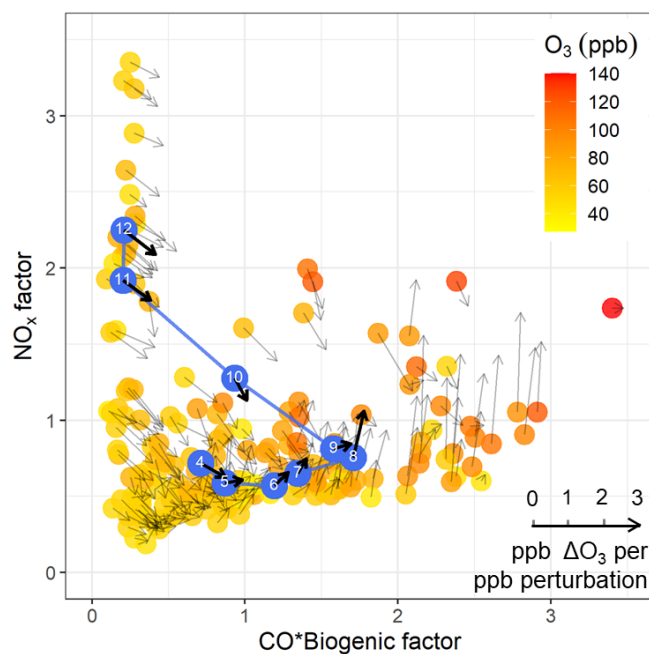 O₃ (ppb)
140
120
100
80
60
40
3
2
1
0
NOₓ factor
12
11
10
9
8
7
6
5
4
0 1 2 3
ppb ΔO₃ per
ppb perturbation
0 1 2 3
CO*Biogenic factor